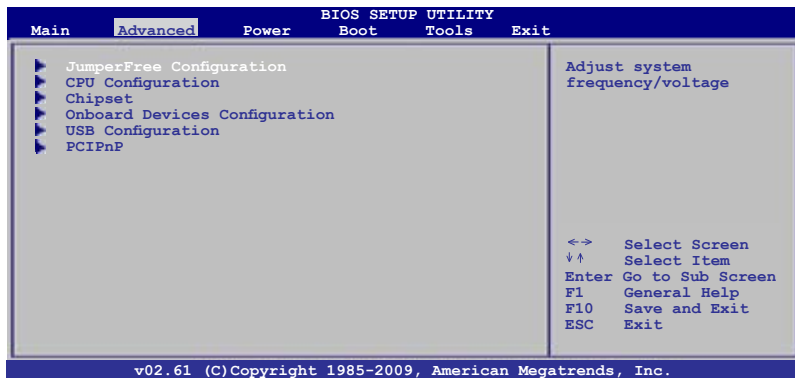 BIOS SETUP UTILITY
Main Advanced Power Boot Tools Exit
JumperFree Configuration
CPU Configuration
Chipset
Onboard Devices Configuration
USB Configuration
PCIPnP
Adjust system
frequency/voltage
←→ Select Screen
↓↑ Select Item
Enter Go to Sub Screen
F1 General Help
F10 Save and Exit
ESC Exit
v02.61 (C)Copyright 1985-2009, American Megatrends, Inc.